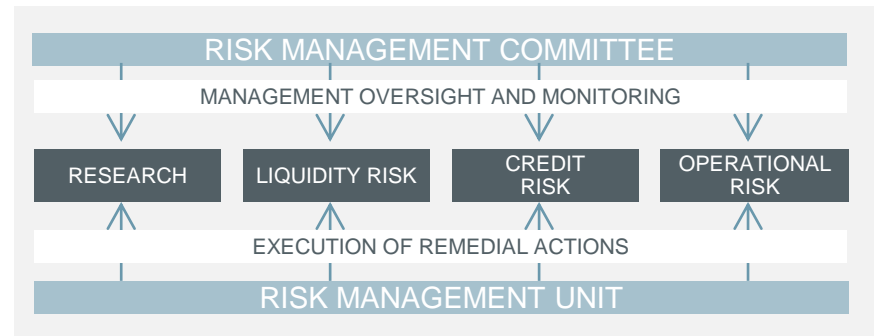 RISK MANAGEMENT COMMITTEE
MANAGEMENT OVERSIGHT AND MONITORING
RESEARCH
LIQUIDITY RISK
CREDIT
RISK
OPERATIONAL
RISK
EXECUTION OF REMEDIAL ACTIONS
RISK MANAGEMENT UNIT